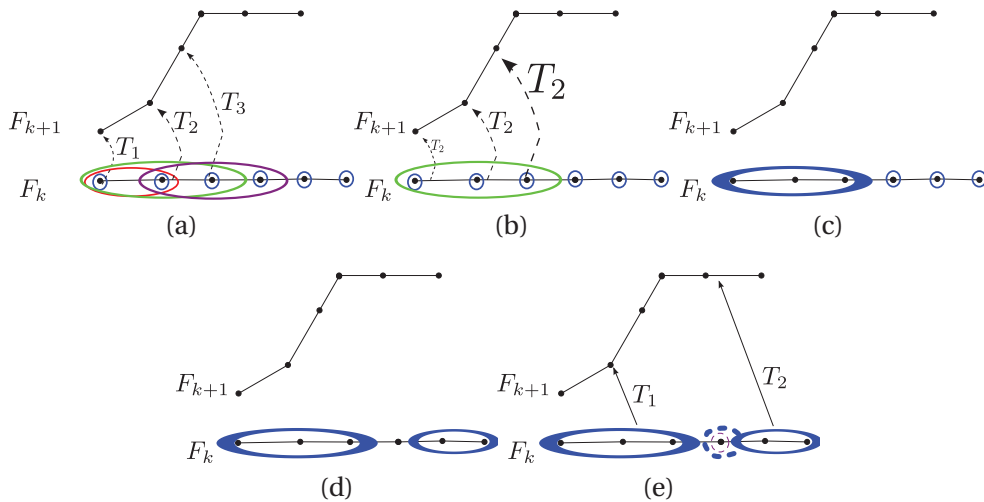 F_{k+1} T_1 T_2 T_3
F_k
(a)
F_{k+1} T_2 T_2 T_2
F_k
(b)
F_{k+1}
F_k
(c)
F_{k+1}
F_k
(d)
F_{k+1} T_1 T_2
F_k
(e)